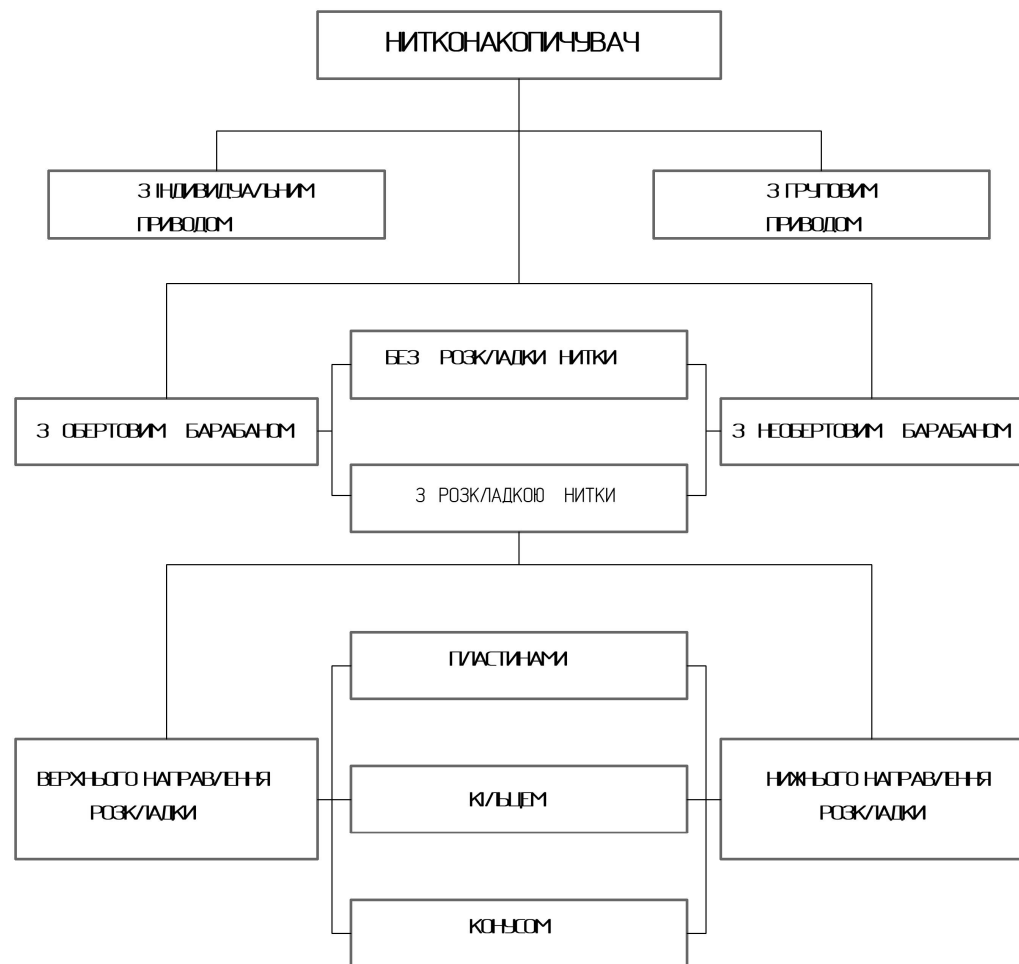 НИТКОНАКОПИЧУВАЧ
З ІНДИВИДУАЛЬНИМ
ПРИВОДОМ
З ГРУПОВИМ
ПРИВОДОМ
БЕЗ РОЗКЛАДКИ НИТКИ
З ОБЕРТОВИМ БАРАБАНОМ
З НЕОБЕРТОВИМ БАРАБАНОМ
З РОЗКЛАДКОЮ НИТКИ
ПЛАСТИНАМИ
ВЕРХНЬОГО НАПРАВЛЕННЯ
РОЗКЛАДКИ
КІЛЬЦЕМ
НИЖНЬОГО НАПРАВЛЕННЯ
РОЗКЛАДКИ
КОНУСОМ